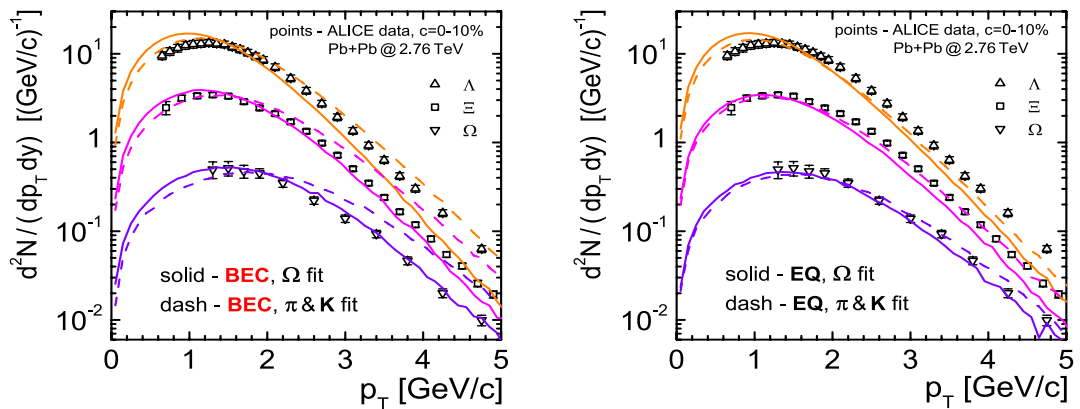 points - ALICE data, c=0-10%
Pb+Pb @ 2.76 TeV
Λ
Ξ
Ω
solid - BEC, Ω fit
dash - BEC, π & K fit
d²N / ( dp_T dy) [(GeV/c)⁻¹]
10
1
10⁻¹
10⁻²
0 1 2 3 4 5
p_T [GeV/c]
points - ALICE data, c=0-10%
Pb+Pb @ 2.76 TeV
Λ
Ξ
Ω
solid - EQ, Ω fit
dash - EQ, π & K fit
d²N / ( dp_T dy) [(GeV/c)⁻¹]
10
1
10⁻¹
10⁻²
0 1 2 3 4 5
p_T [GeV/c]